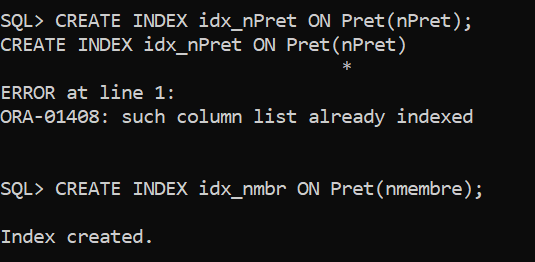 SQL> CREATE INDEX idx_nPret ON Pret(nPret);
CREATE INDEX idx_nPret ON Pret(nPret)
                               *
ERROR at line 1:
ORA-01408: such column list already indexed
SQL> CREATE INDEX idx_nmbr ON Pret(nmembre);
Index created.